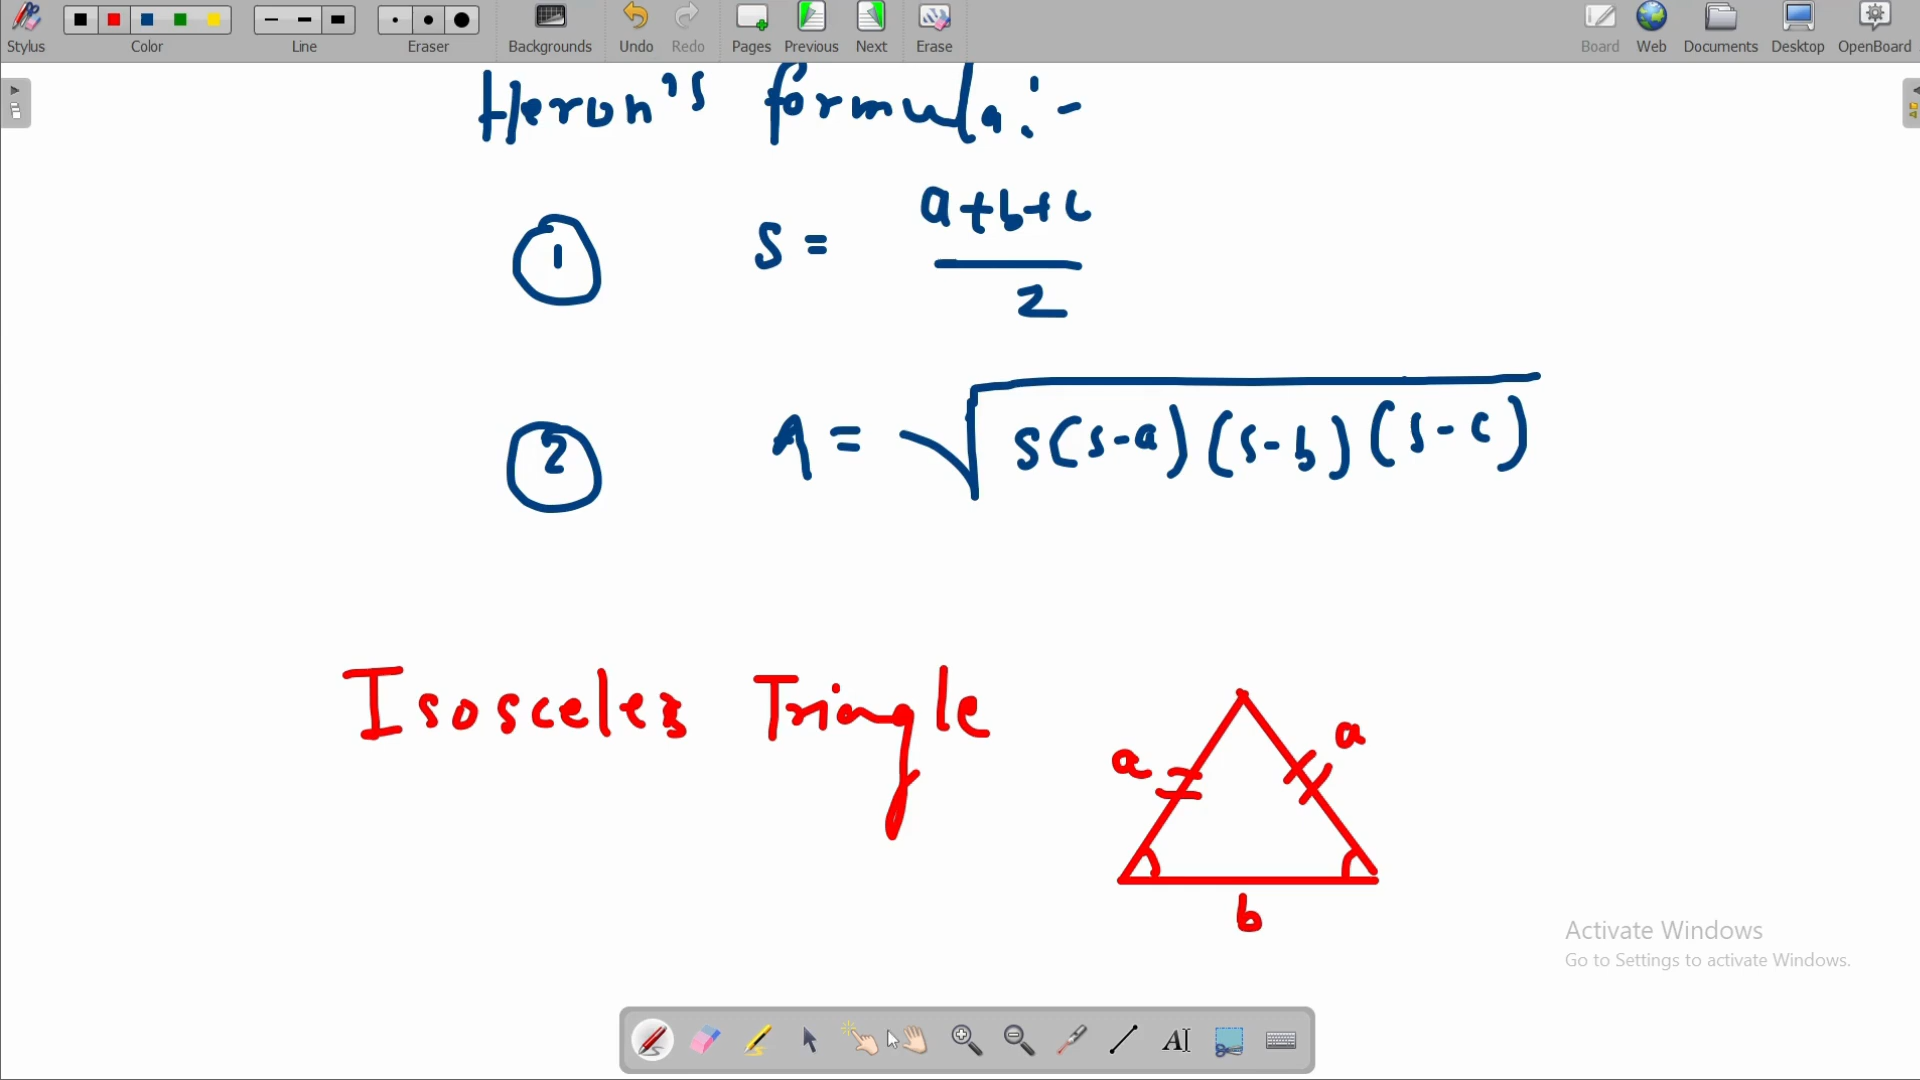 Stylus Color Line Eraser Backgrounds Undo Redo Pages Previous Next Erase Board Web Documents Desktop OpenBoard
Heron's formula:-
1 S = a+b+c / 2
2 A = √s(s-a)(s-b)(s-c)
Isosceles Triangle
a a
b
Activate Windows
Go to Settings to activate Windows.